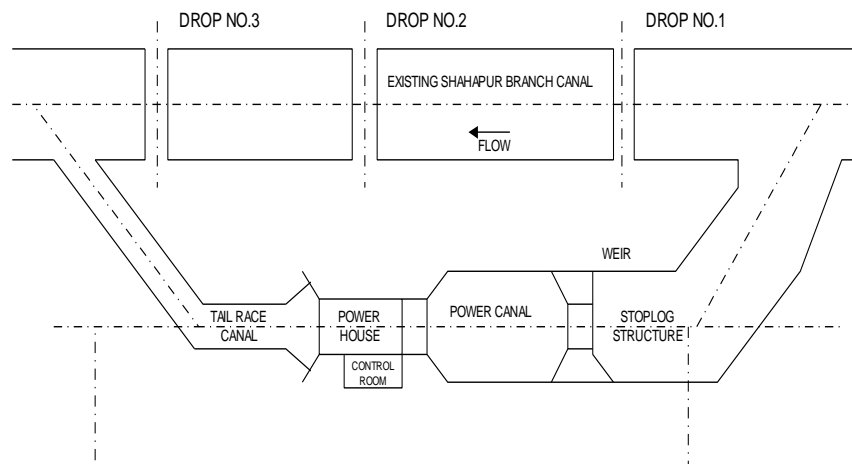 DROP NO.3
DROP NO.2
DROP NO.1
EXISTING SHAHAPUR BRANCH CANAL
FLOW
WEIR
TAIL RACE
CANAL
POWER
HOUSE
POWER CANAL
STOPLOG
STRUCTURE
CONTROL
ROOM